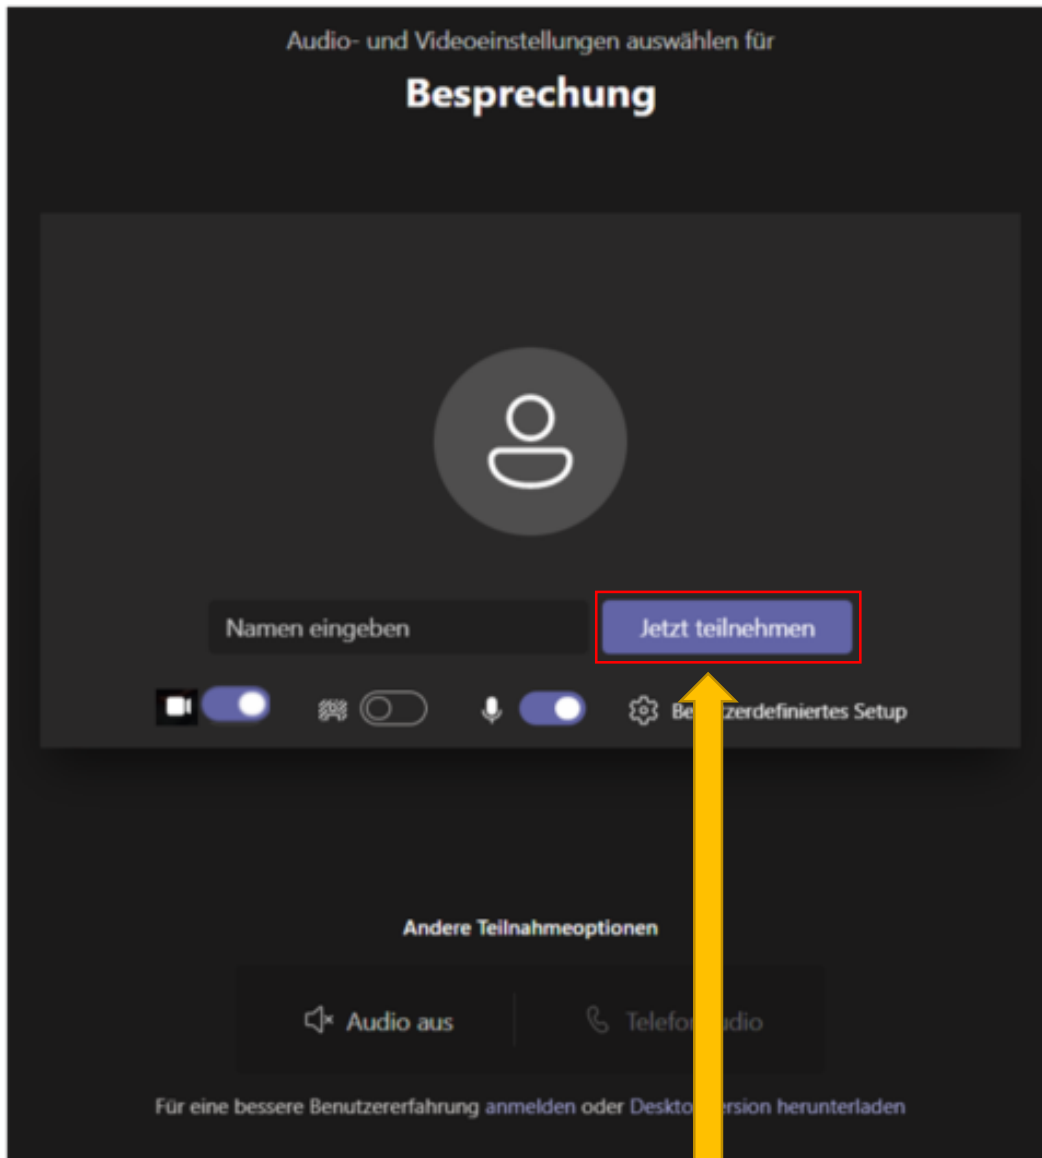 Audio- und Videoeinstellungen auswählen für
Besprechung
Namen eingeben
Jetzt teilnehmen
Setup
Andere Teilnahmeoptionen
Audio aus
Für eine bessere Benutzererfahrung anmelden oder herunterladen